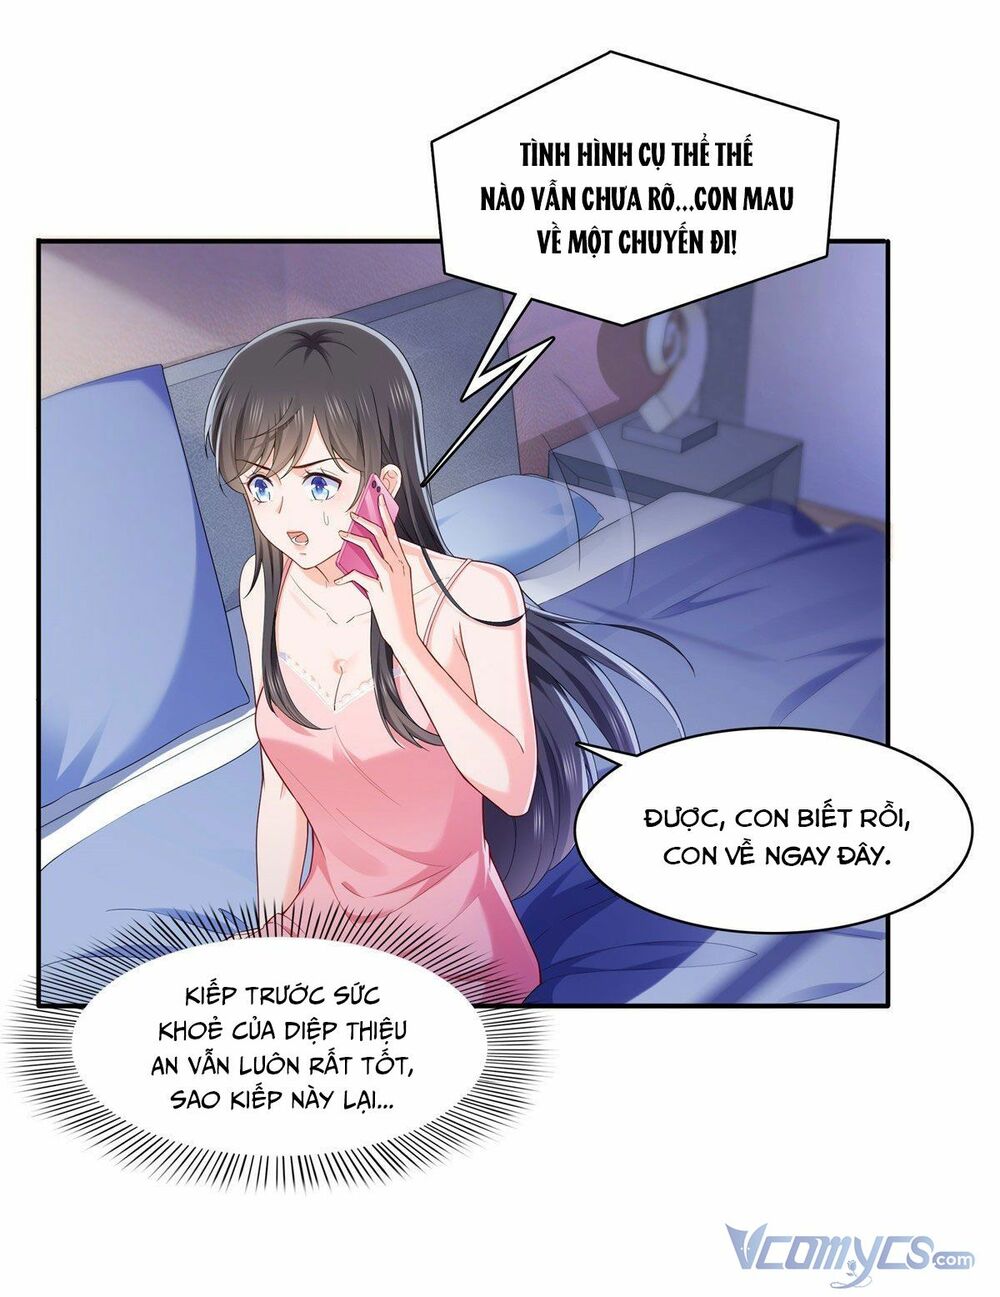 TÌNH HÌNH CỤ THỂ THẾ
NÀO VẪN CHƯA RÕ...CON MAU
VỀ MỘT CHUYẾN ĐI!
ĐƯỢC, CON BIẾT RỒI,
CON VỀ NGAY ĐÂY.
KIẾP TRƯỚC SỨC
KHOẺ CỦA DIỆP THIỆU
AN VẪN LUÔN RẤT TỐT,
SAO KIẾP NÀY LẠI...
VCOMYCS.com